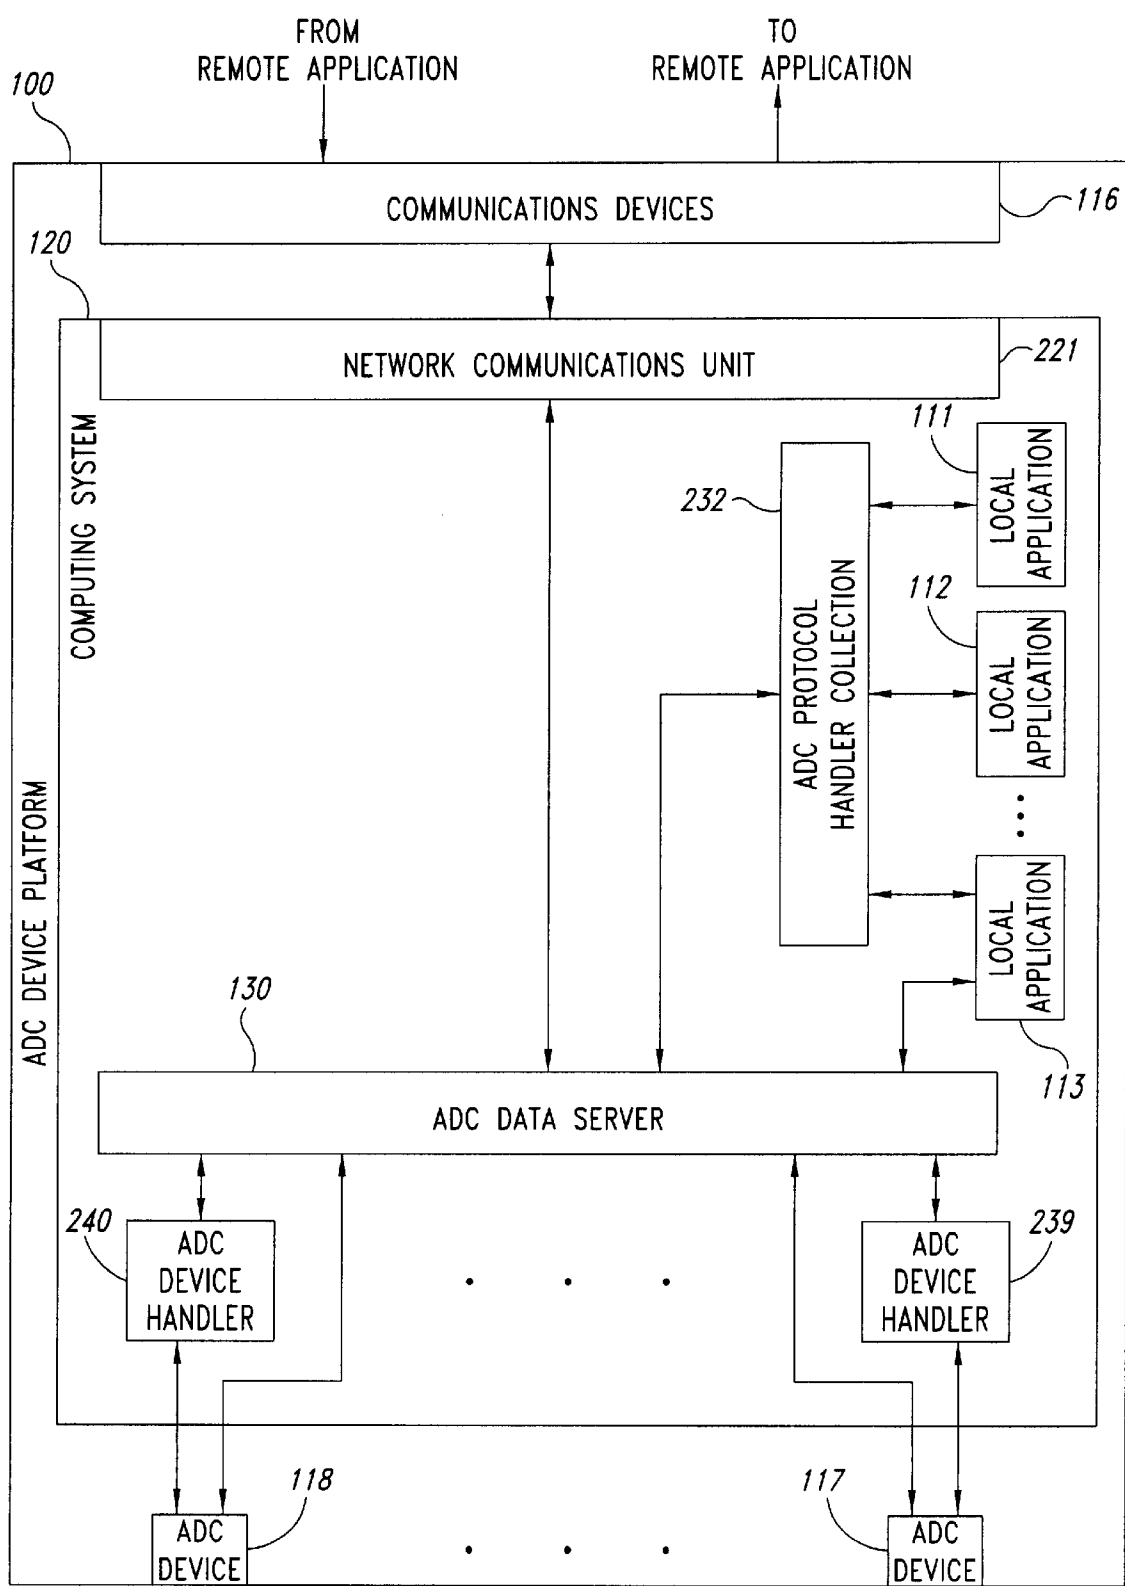 FROM
REMOTE APPLICATION
TO
REMOTE APPLICATION
100
COMMUNICATIONS DEVICES
116
120
NETWORK COMMUNICATIONS UNIT
221
COMPUTING SYSTEM
ADC DEVICE PLATFORM
111
LOCAL
APPLICATION
232
ADC PROTOCOL
HANDLER COLLECTION
112
LOCAL
APPLICATION
LOCAL
APPLICATION
113
130
ADC DATA SERVER
240
ADC
DEVICE
HANDLER
239
ADC
DEVICE
HANDLER
118
ADC
DEVICE
117
ADC
DEVICE